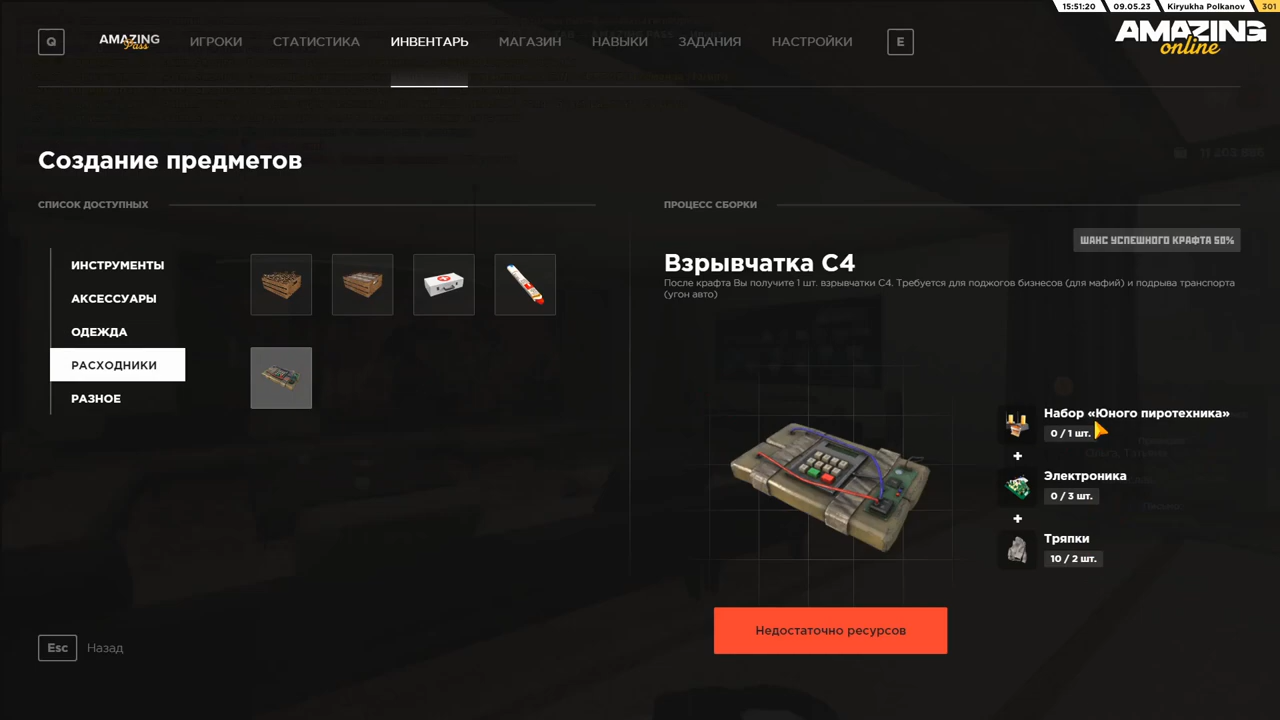 15:51:20 09.05.23 Kiryukha Polkanov 301
AMAZING
online
Q AMAZING Pass ИГРОКИ СТАТИСТИКА ИНВЕНТАРЬ МАГАЗИН НАВЫКИ ЗАДАНИЯ НАСТРОЙКИ E
Создание предметов
СПИСОК ДОСТУПНЫХ
ИНСТРУМЕНТЫ
АКСЕССУАРЫ
ОДЕЖДА
РАСХОДНИКИ
РАЗНОЕ
Esc Назад
ПРОЦЕСС СБОРКИ
ШАНС УСПЕШНОГО КРАФТА 50%
Взрывчатка С4
После крафта Вы получите 1 шт. взрывчатки С4. Требуется для поджогов бизнесов (для мафий) и подрыва транспорта
(угон авто)
Набор «Юного пиротехника»
0 / 1 шт.
+
Электроника
0 / 3 шт.
+
Тряпки
10 / 2 шт.
Недостаточно ресурсов